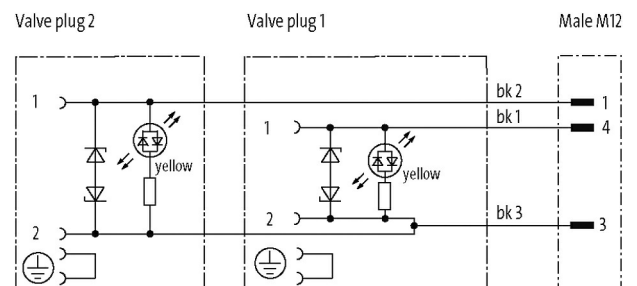 Valve plug 2
Valve plug 1
Male M12
1
bk 2
1
1
bk 1
4
yellow
yellow
2
bk 3
3
2